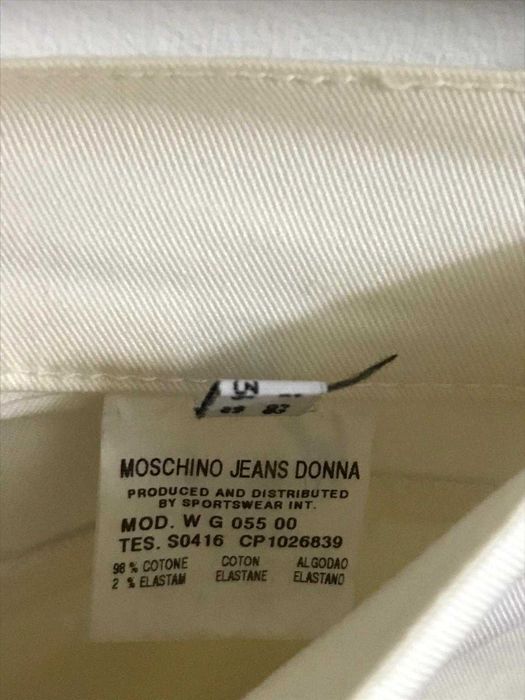 MOSCHINO JEANS DONNA
PRODUCED AND DISTRIBUTED
BY SPORTSWEAR INT.
MOD. W G 055 00
TES. S0416 CP1026839
98 % COTONE COTON ALGODAO
2 % ELASTAM ELASTANE ELASTANO